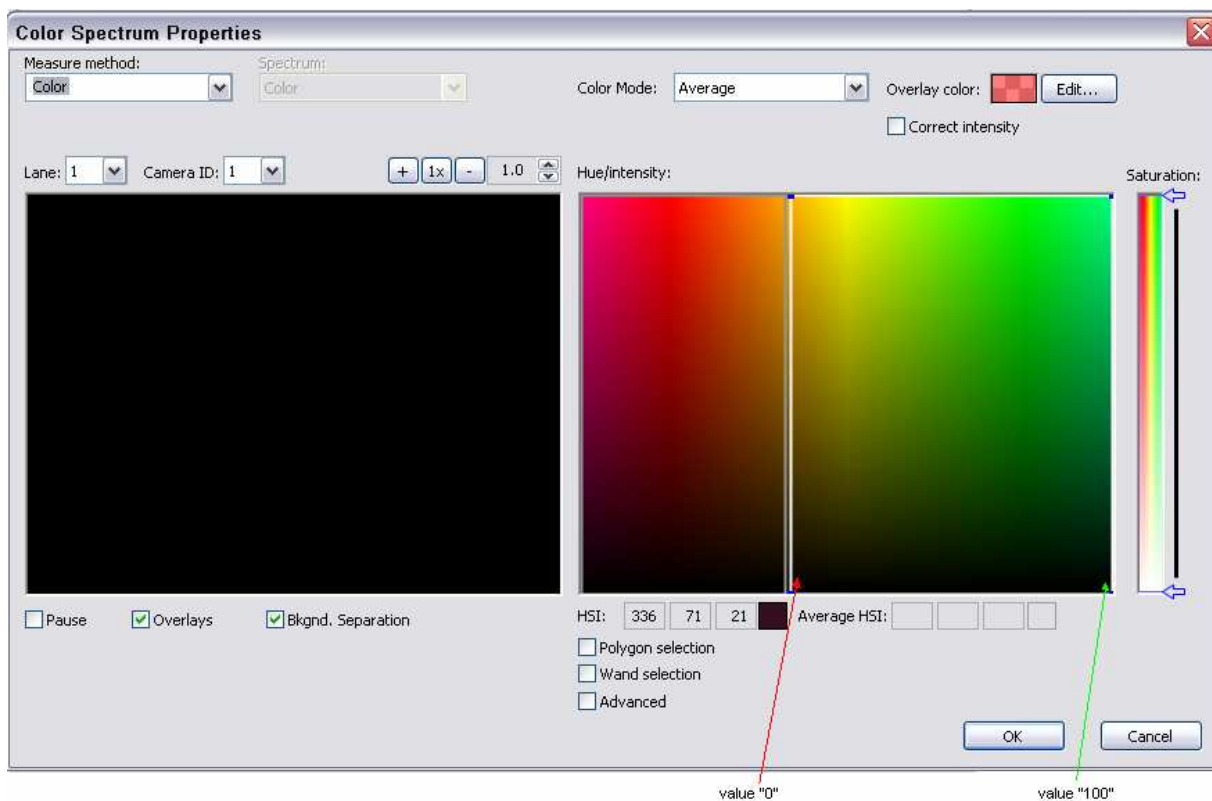 Color Spectrum Properties
Measure method:
Spectrum:
Color
Color
Color Mode:
Average
Overlay color:
Edit...
Correct intensity
Lane:
1
Camera ID:
1
+
1x
-
1.0
Hue/intensity:
Saturation:
Pause
Overlays
Bkgnd. Separation
HSI:
336
71
21
Average HSI:
Polygon selection
Wand selection
Advanced
OK
Cancel
value "0"
value "100"